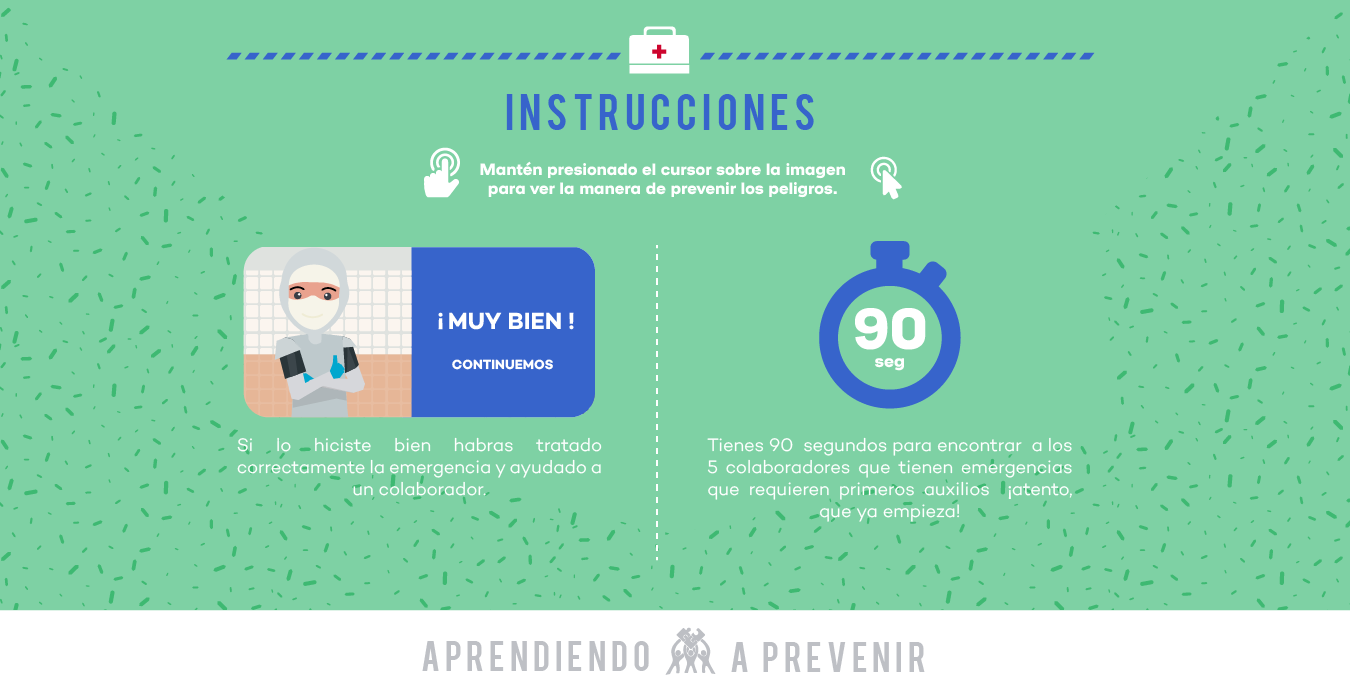 INSTRUCCIONES
Mantén presionado el cursor sobre la imagen
para ver la manera de prevenir los peligros.
¡ MUY BIEN !
CONTINUEMOS
Si lo hiciste bien habras tratado
correctamente la emergencia y ayudado a
un colaborador.
90
seg
Tienes 90 segundos para encontrar a los
5 colaboradores que tienen emergencias
que requieren primeros auxilios ¡atento,
que ya empieza!
APRENDIENDO A PREVENIR